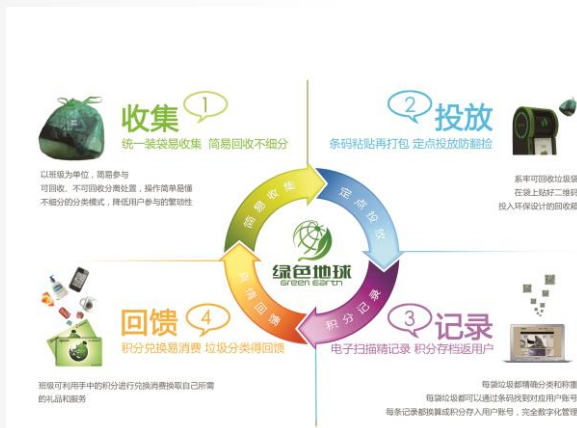 收集 1
统一装袋易收集 简易回收不细分
以班级为单位，简易参与
可回收、不可回收分离处置，操作简单易懂
不细分的分类模式，降低用户参与的繁琐性
2 投放
条码粘贴再打包 定点投放防翻捡
系牢可回收垃圾袋
在袋上贴好二维码
投入环保设计的回收箱
简易收集
定点投放
积分记录
绿色地球
Green Earth
回馈 4
积分兑换易消费 垃圾分类得回馈
班级可利用手中的积分进行兑换消费换取自己所需
的礼品和服务
3 记录
电子扫描精记录 积分存档返用户
每袋垃圾都精确分类和称重
每袋垃圾都可以通过条码找到对应用户账号
每条记录都换算成积分存入用户账号，完全数字化管理